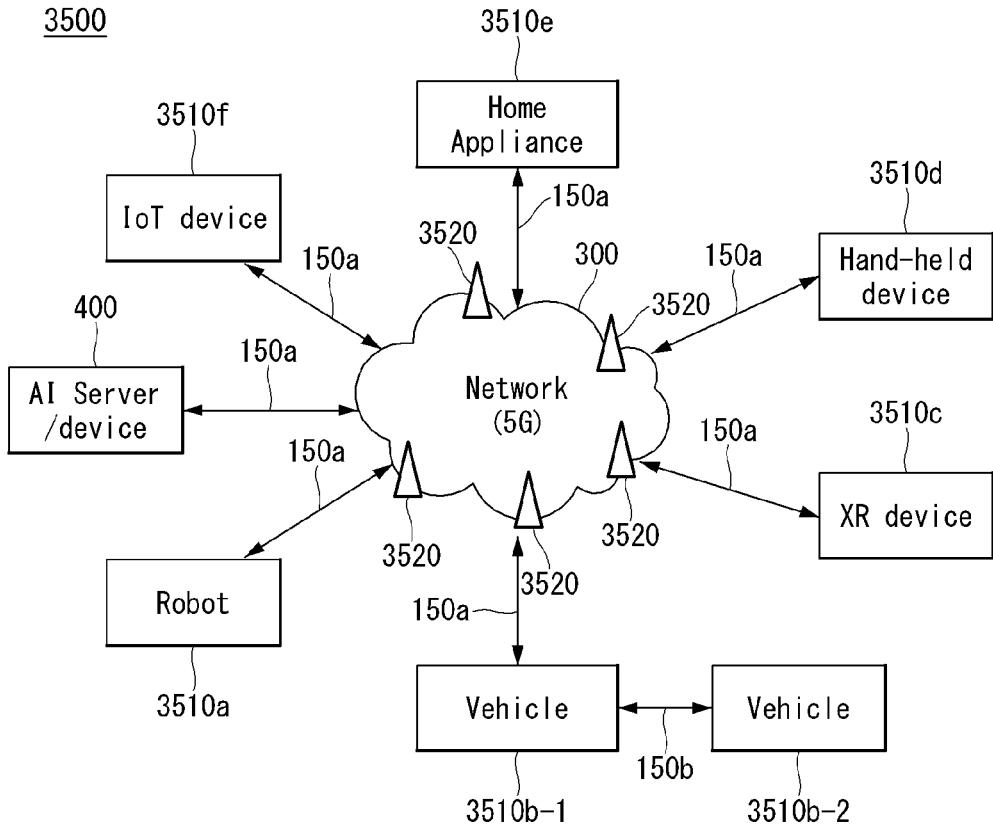 3500
3510e
Home
Appliance
3510f
IoT device
150a
3510d
Hand-held
device
3520
300
150a
150a
3520
400
AI Server
/device
150a
Network
(5G)
3510c
XR device
150a
150a
3520
3520
3520
Robot
3510a
150a
Vehicle
Vehicle
150b
3510b-1
3510b-2